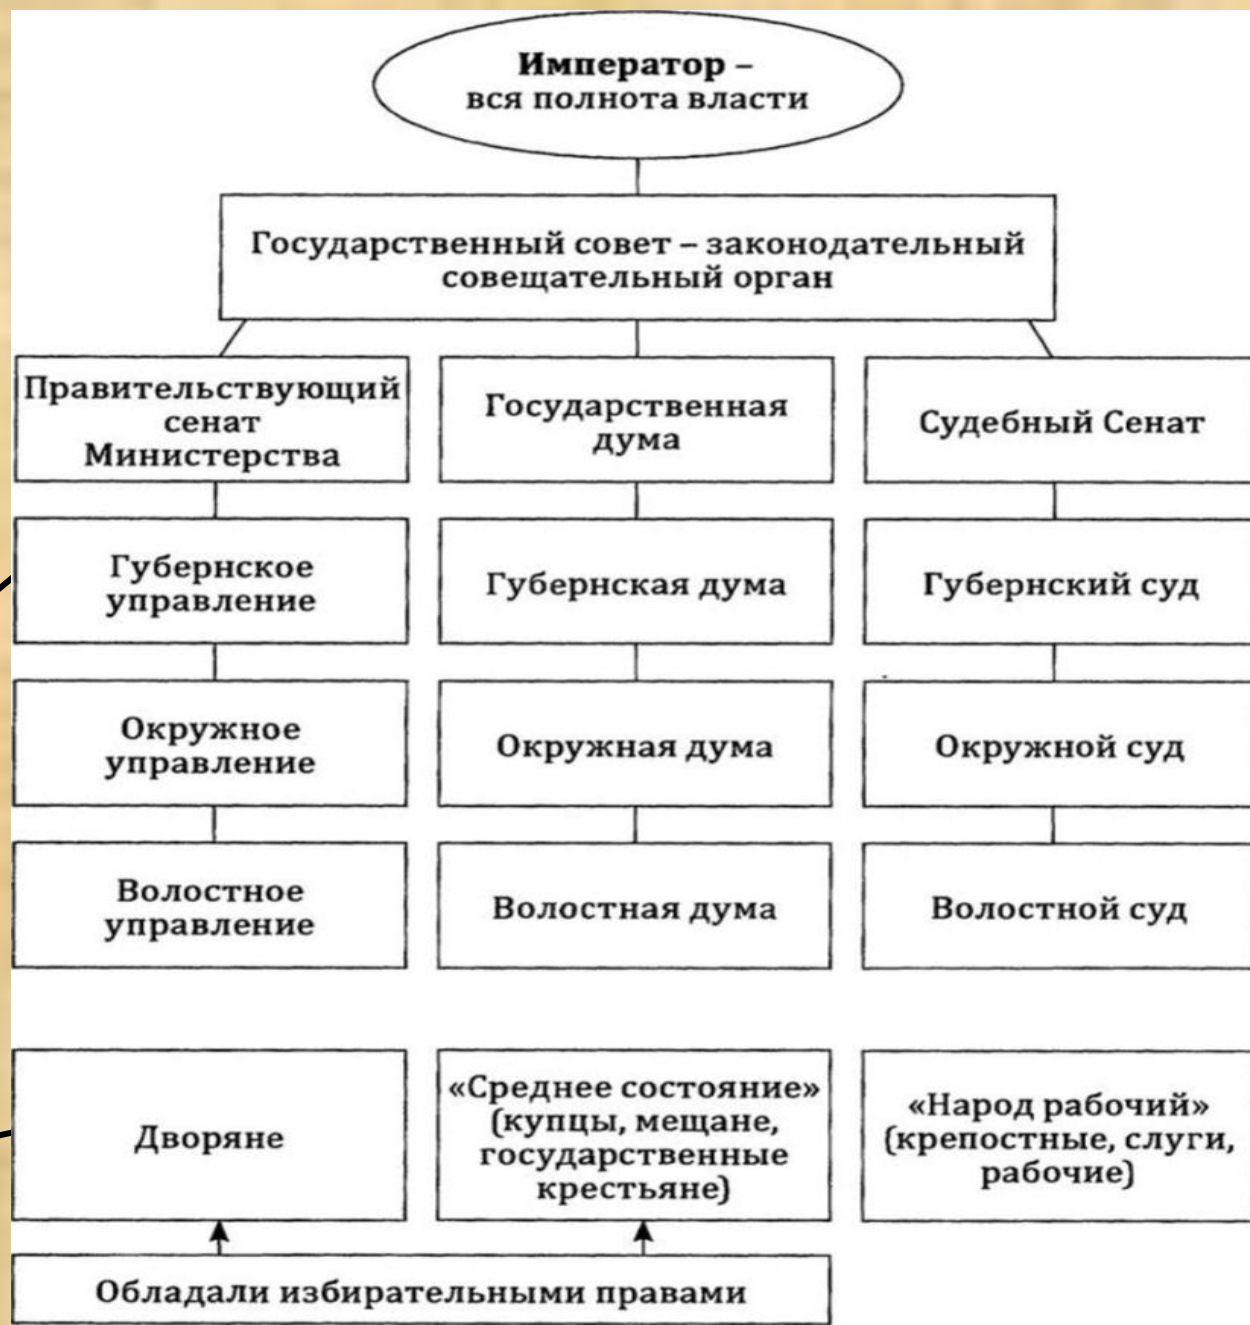 Император –
вся полнота власти
Государственный совет – законодательный
совещательный орган
Правительствующий
сенат
Министерства
Государственная
дума
Судебный Сенат
Губернское
управление
Губернская дума
Губернский суд
Окружное
управление
Окружная дума
Окружной суд
Волостное
управление
Волостная дума
Волостной суд
Дворяне
«Среднее состояние»
(купцы, мещане,
государственные
крестьяне)
«Народ рабочий»
(крепостные, слуги,
рабочие)
Обладали избирательными правами